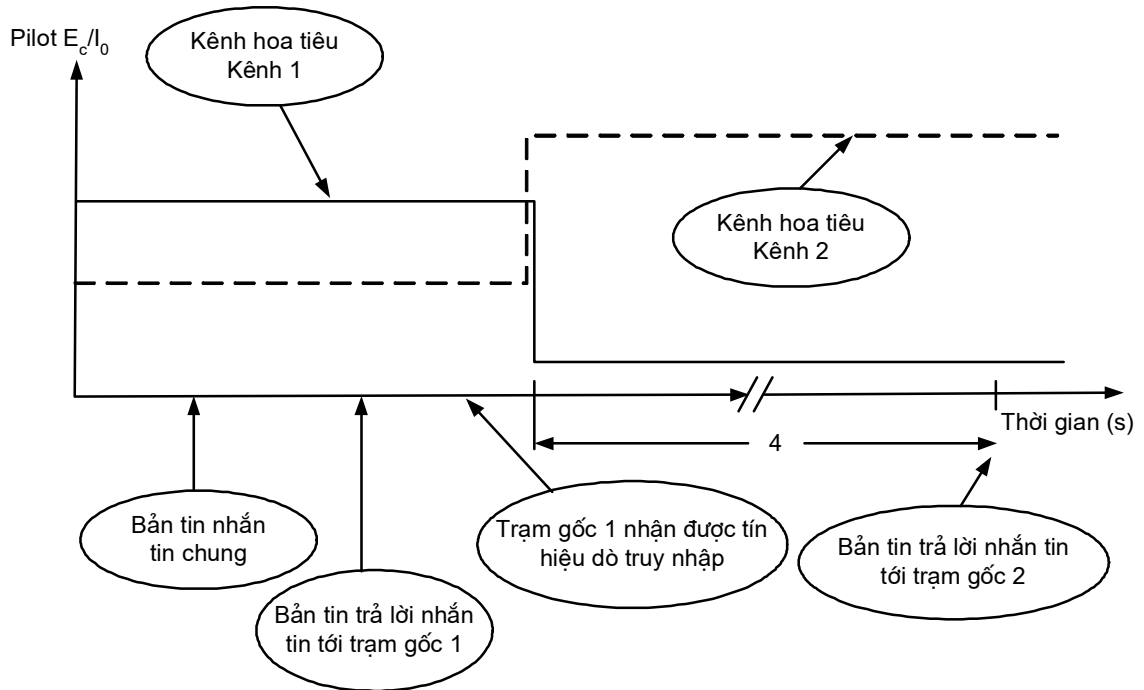 Pilot E_c/I_0
Kênh hoa tiêu
Kênh 1
Kênh hoa tiêu
Kênh 2
Thời gian (s)
4
Bản tin nhắn
tin chung
Trạm gốc 1 nhận được tín
hiệu dò truy nhập
Bản tin trả lời nhắn tin
tới trạm gốc 2
Bản tin trả lời nhắn
tin tới trạm gốc 1